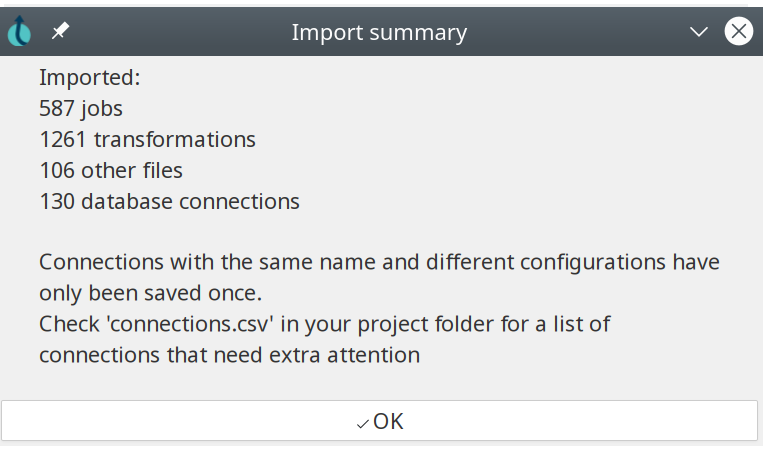 Import summary
Imported:
587 jobs
1261 transformations
106 other files
130 database connections
Connections with the same name and different configurations have
only been saved once.
Check 'connections.csv' in your project folder for a list of
connections that need extra attention
OK